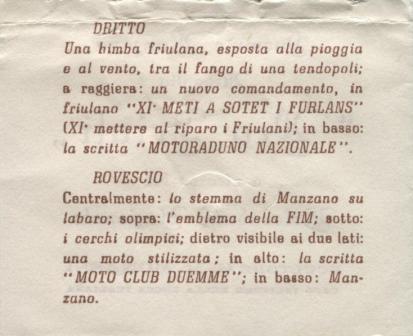 DRITTO
Una bimba friulana, esposta alla pioggia
e al vento, tra il fango di una tendopoli;
a raggiera: un nuovo comandamento, in
friulano "XI° METI A SOTET I FURLANS"
(XI° mettere al riparo i Friulani); in basso:
la scritta "MOTORADUNO NAZIONALE".
ROVESCIO
Centralmente: lo stemma di Manzano su
labaro; sopra: l'emblema della FIM; sotto:
i cerchi olimpici; dietro visibile ai due lati:
una moto stilizzata; in alto: la scritta
"MOTO CLUB DUEMME"; in basso: Man-
zano.